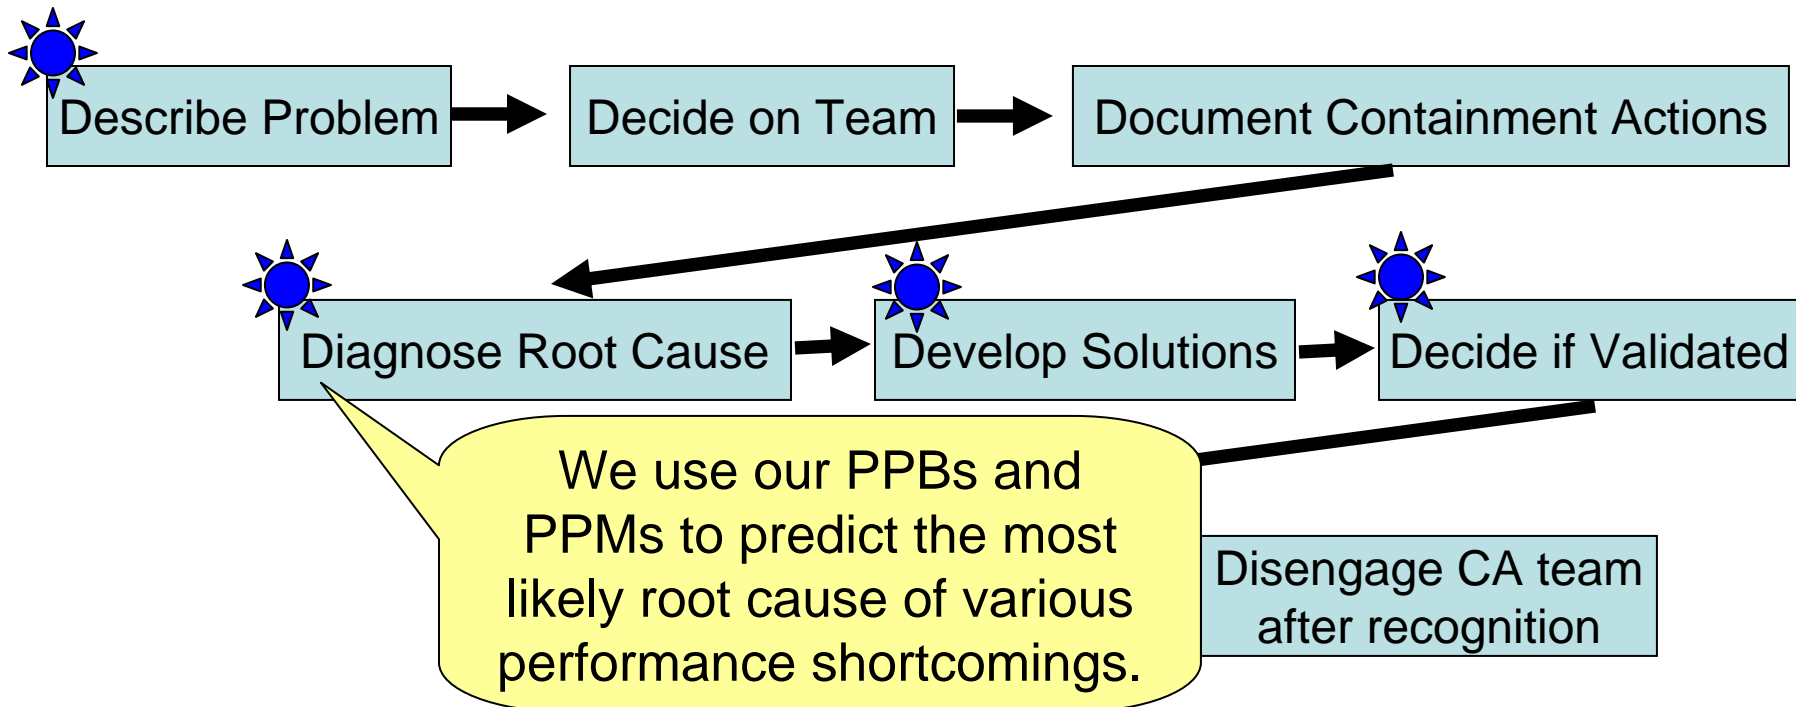 Describe Problem
Decide on Team
Document Containment Actions
Diagnose Root Cause
Develop Solutions
Decide if Validated
We use our PPBs and
PPMs to predict the most
likely root cause of various
performance shortcomings.
Disengage CA team
after recognition